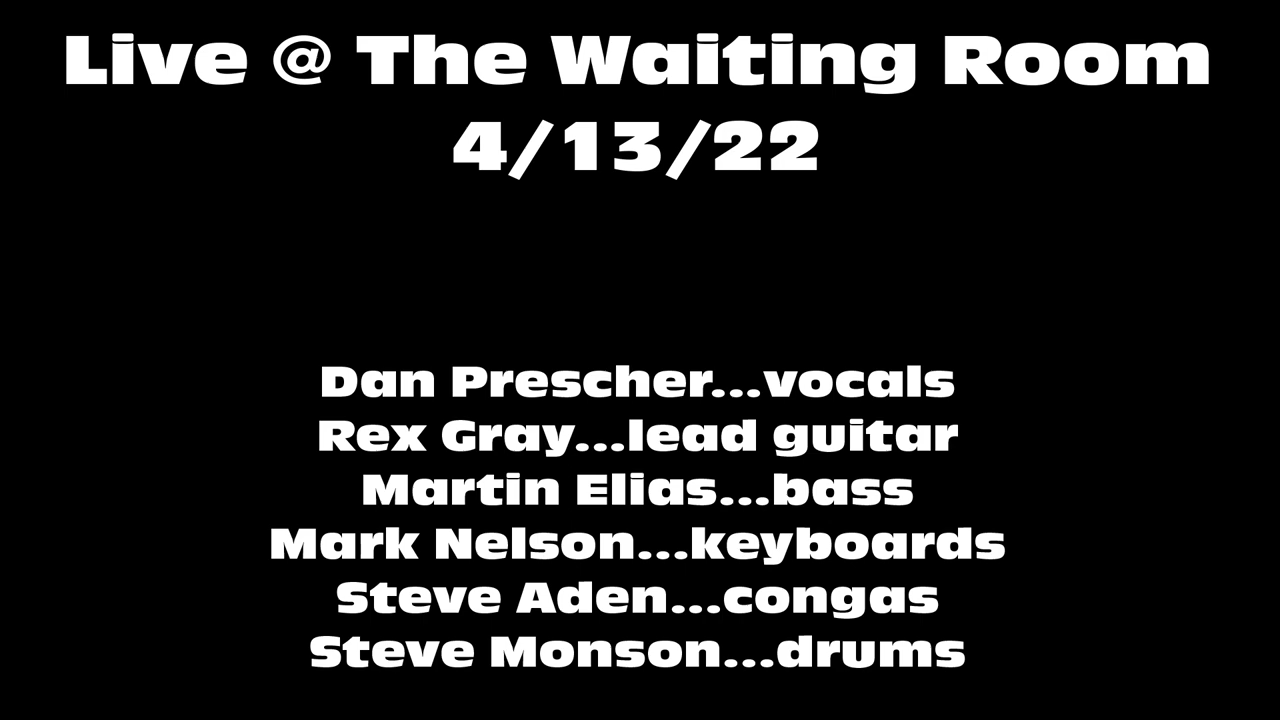 Live @ The Waiting Room
4/13/22
Dan Prescher...vocals
Rex Gray...lead guitar
Martin Elias...bass
Mark Nelson...keyboards
Steve Aden...congas
Steve Monson...drums